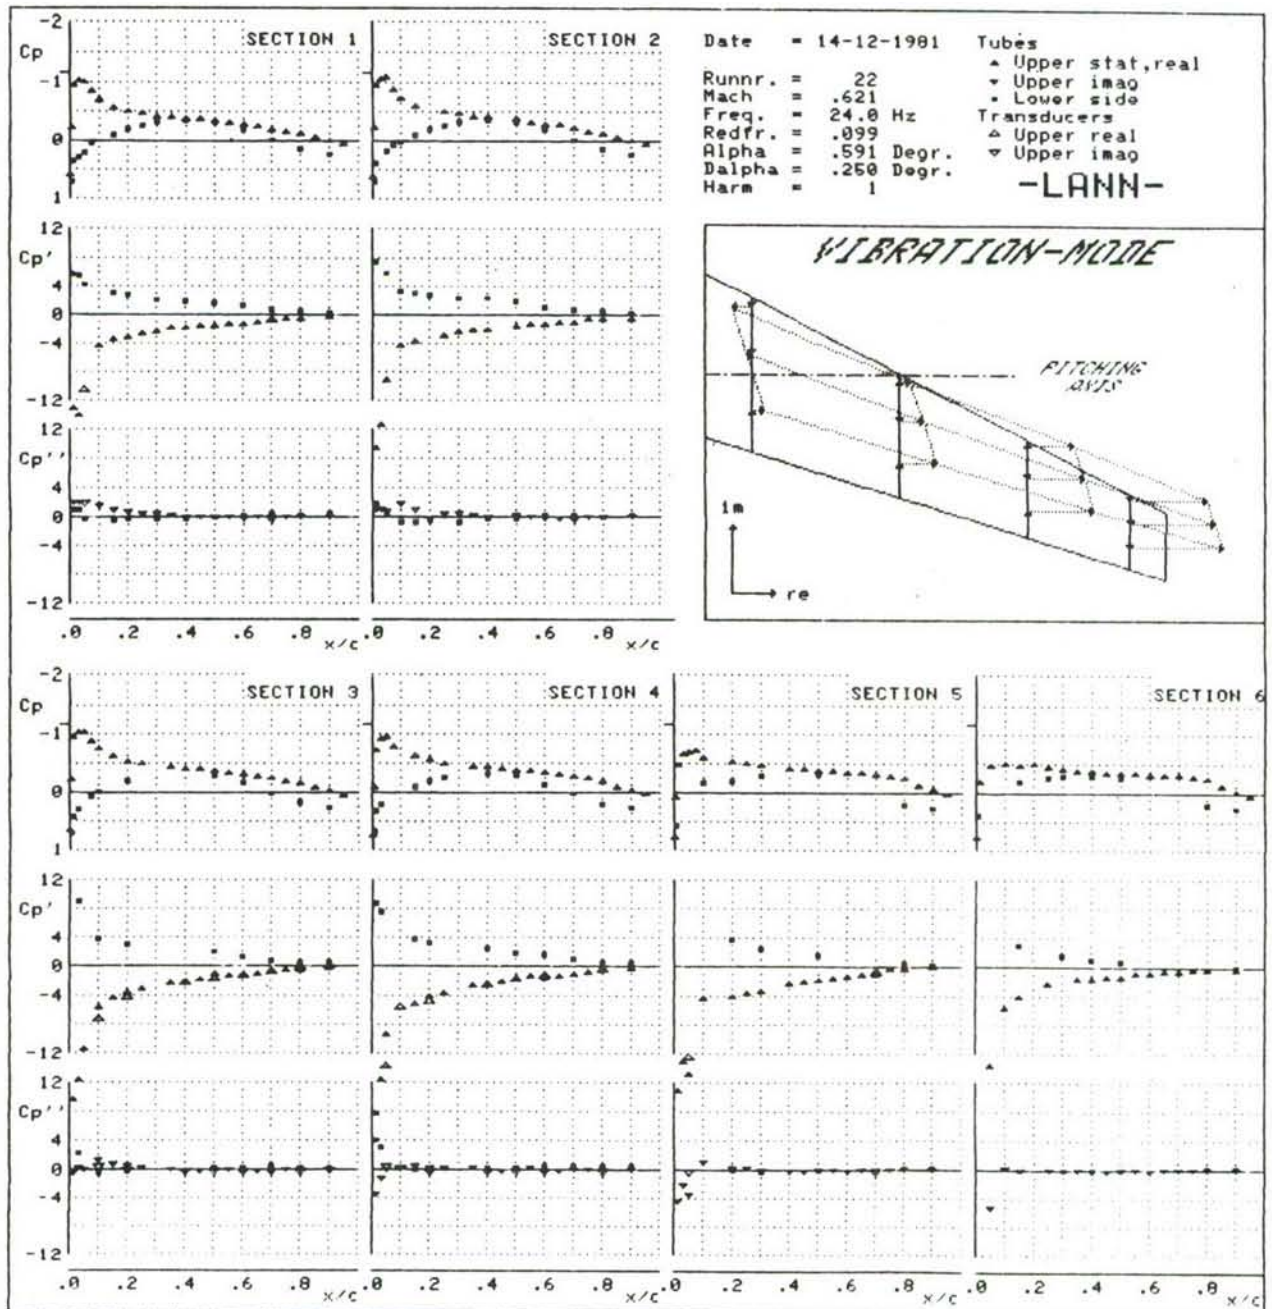 Date = 14-12-1981
Runnr. = 22
Mach = .621
Freq. = 24.0 Hz
Redfr. = .099
Alpha = .591 Degr.
Dalpha = .250 Degr.
Harm = 1
Tubes
▲ Upper stat,real
▼ Upper imag
▪ Lower side
Transducers
△ Upper real
▽ Upper imag
-LANN-
SECTION 1
SECTION 2
-2
Cp
-1
0
1
12
Cp'
4
0
-4
-12
12
Cp''
4
0
-4
-12
.0 .2 .4 .6 .8 x/c
.0 .2 .4 .6 .8 x/c
VIBRATION-MODE
PITCHING
AXIS
im
re
SECTION 3
SECTION 4
SECTION 5
SECTION 6
-2
Cp
-1
0
1
12
Cp'
4
0
-4
-12
12
Cp''
4
0
-4
-12
.0 .2 .4 .6 .8 x/c
.0 .2 .4 .6 .8 x/c
.0 .2 .4 .6 .8 x/c
.0 .2 .4 .6 .8 x/c